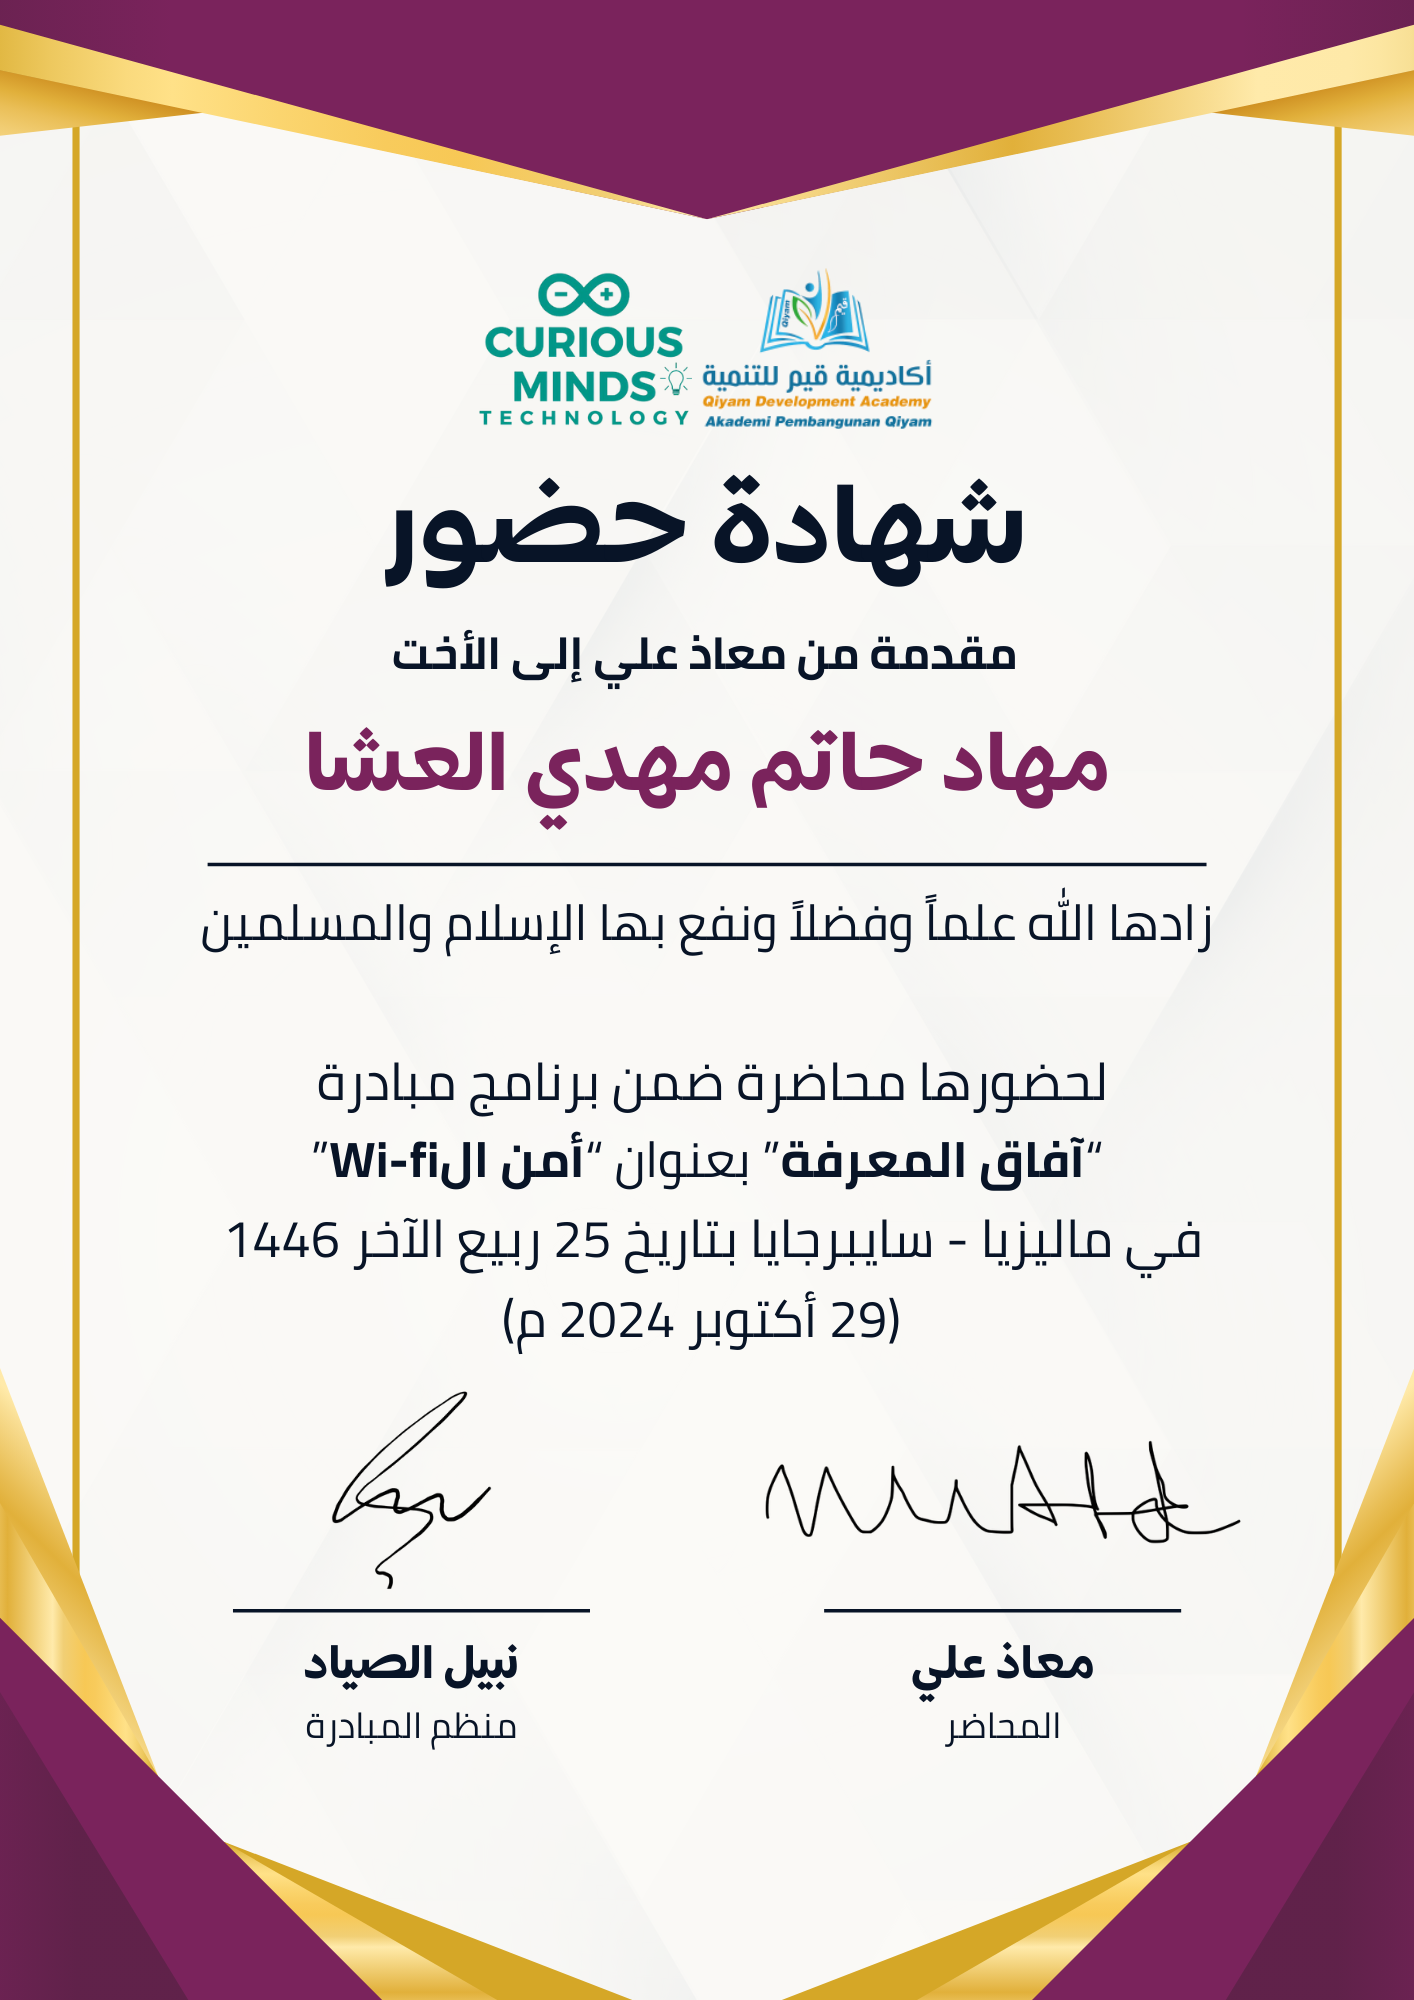 CURIOUS
MINDS
TECHNOLOGY
Qiyam
قيم
أكاديمية قيم للتنمية
Qiyam Development Academy
Akademi Pembangunan Qiyam
شهادة حضور
مقدمة من معاذ علي إلى الأخت
مهاد حاتم مهدي العشا
زادها الله علماً وفضلاً ونفع بها الإسلام والمسلمين
لحضورها محاضرة ضمن برنامج مبادرة
“آفاق المعرفة” بعنوان “أمن الWi-fi”
في ماليزيا - سايبرجايا بتاريخ 25 ربيع الآخر 1446
(29 أكتوبر 2024 م)
معاذ علي
المحاضر
نبيل الصياد
منظم المبادرة